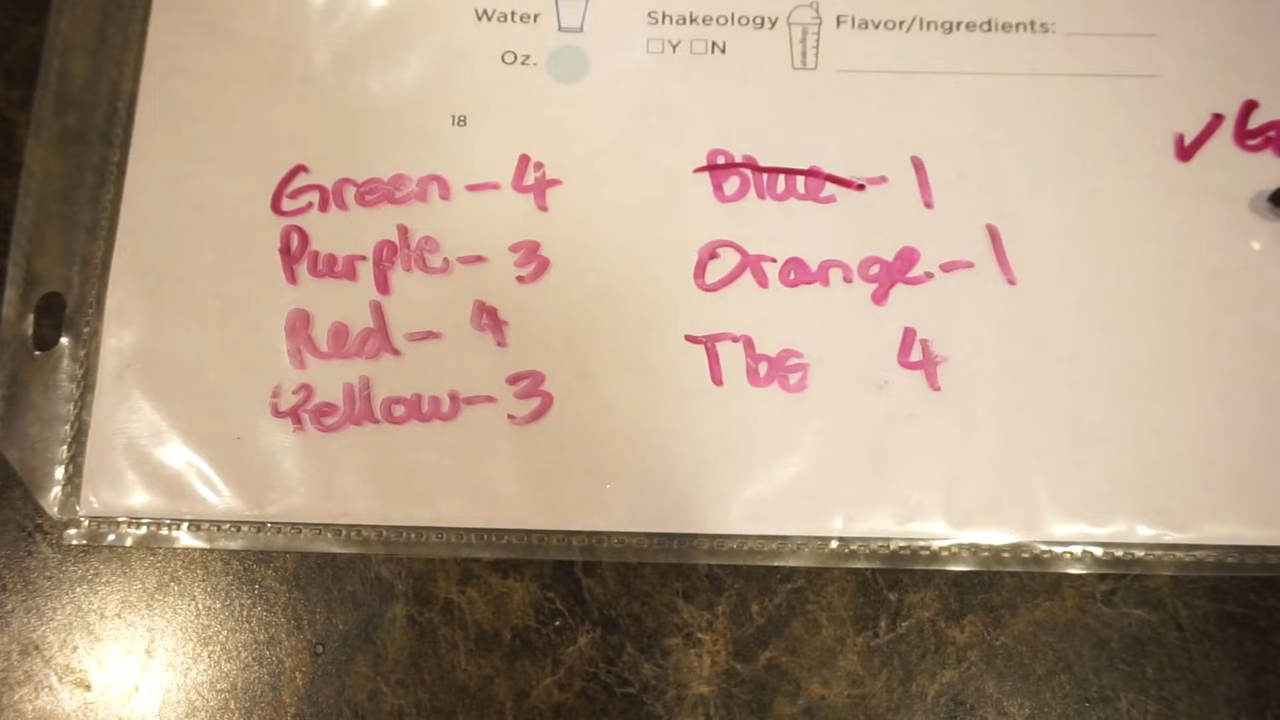 Water
Oz.
Shakeology
Y N
Flavor/Ingredients:
18
Green - 4
Purple - 3
Red - 4
Yellow - 3
Blue - 1
Orange - 1
Tbs 4